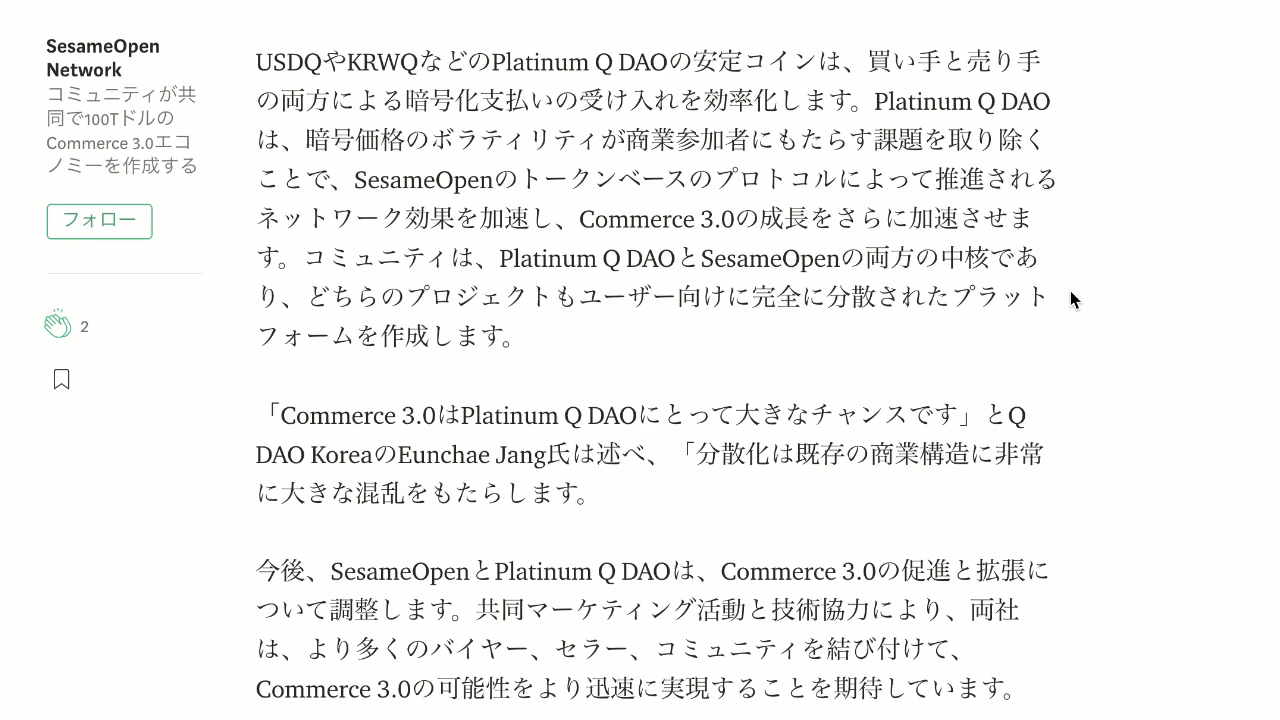 SesameOpen
Network
コミュニティが共
同で100Tドルの
Commerce 3.0エコ
ノミーを作成する
フォロー
2
USDQやKRWQなどのPlatinum Q DAOの安定コインは、買い手と売り手
の両方による暗号化支払いの受け入れを効率化します。Platinum Q DAO
は、暗号価格のボラティリティが商業参加者にもたらす課題を取り除く
ことで、SesameOpenのトークンベースのプロトコルによって推進される
ネットワーク効果を加速し、Commerce 3.0の成長をさらに加速させま
す。コミュニティは、Platinum Q DAOとSesameOpenの両方の中核であ
り、どちらのプロジェクトもユーザー向けに完全に分散されたプラット
フォームを作成します。
「Commerce 3.0はPlatinum Q DAOにとって大きなチャンスです」とQ
DAO KoreaのEunchae Jang氏は述べ、「分散化は既存の商業構造に非常
に大きな混乱をもたらします。
今後、SesameOpenとPlatinum Q DAOは、Commerce 3.0の促進と拡張に
ついて調整します。共同マーケティング活動と技術協力により、両社
は、より多くのバイヤー、セラー、コミュニティを結び付けて、
Commerce 3.0の可能性をより迅速に実現することを期待しています。